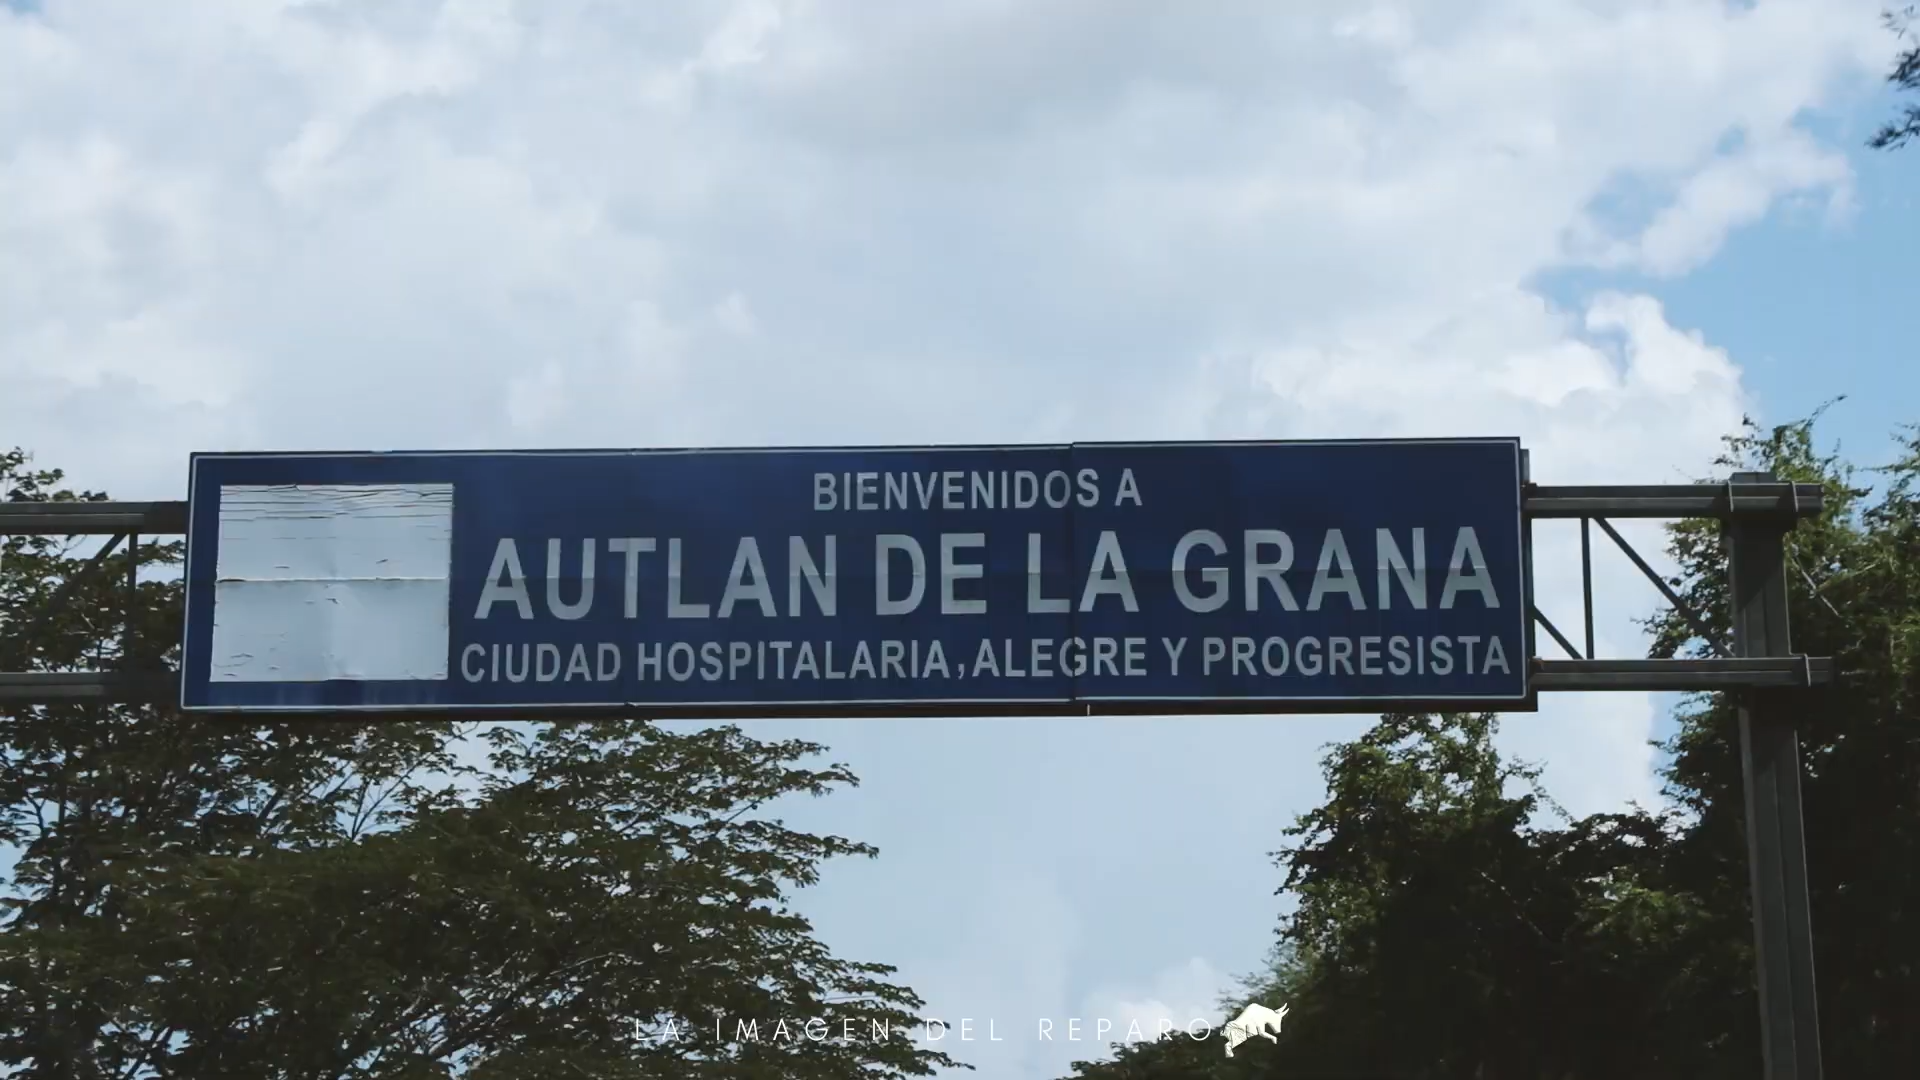 BIENVENIDOS A
AUTLAN DE LA GRANA
CIUDAD HOSPITALARIA, ALEGRE Y PROGRESISTA
LA IMAGEN DEL REPARO